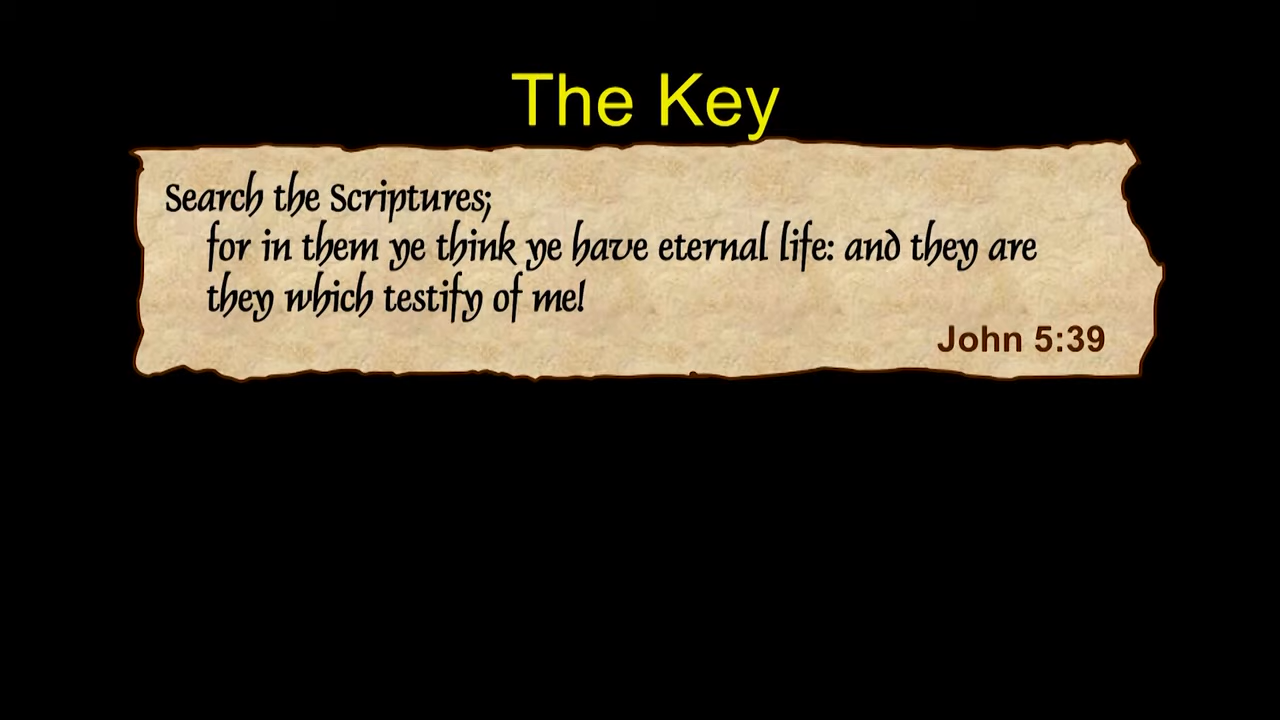 The Key
Search the Scriptures;
for in them ye think ye have eternal life: and they are
they which testify of me!
John 5:39